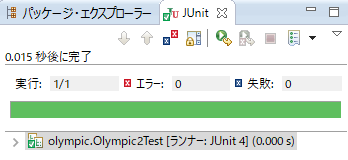 パッケージ・エクスプローラー JUnit
0.015 秒後に完了
実行: 1/1 エラー: 0 失敗: 0
olympic.Olympic2Test [ランナー: JUnit 4] (0.000 s)